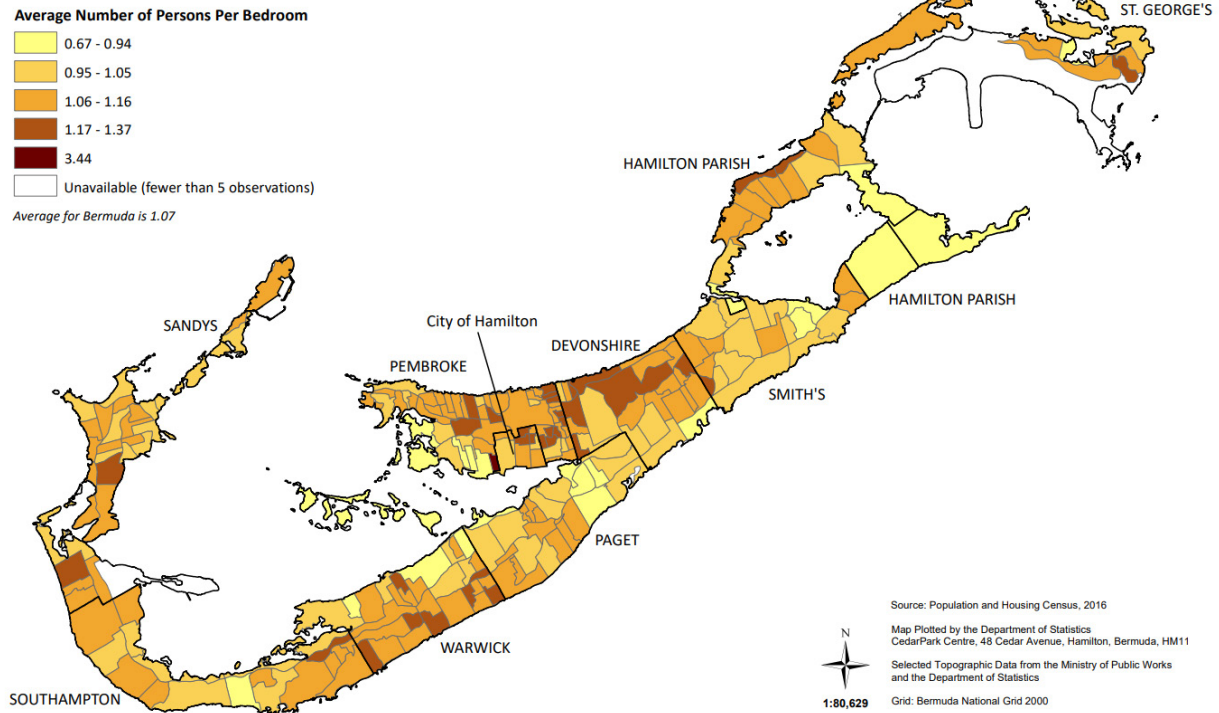 Average Number of Persons Per Bedroom
0.67 - 0.94
0.95 - 1.05
1.06 - 1.16
1.17 - 1.37
3.44
Unavailable (fewer than 5 observations)
Average for Bermuda is 1.07
ST. GEORGE'S
HAMILTON PARISH
HAMILTON PARISH
SANDYS
City of Hamilton
DEVONSHIRE
PEMBROKE
SMITH'S
PAGET
WARWICK
SOUTHAMPTON
N
1:80,629
Source: Population and Housing Census, 2016
Map Plotted by the Department of Statistics
CedarPark Centre, 48 Cedar Avenue, Hamilton, Bermuda, HM11
Selected Topographic Data from the Ministry of Public Works
and the Department of Statistics
Grid: Bermuda National Grid 2000